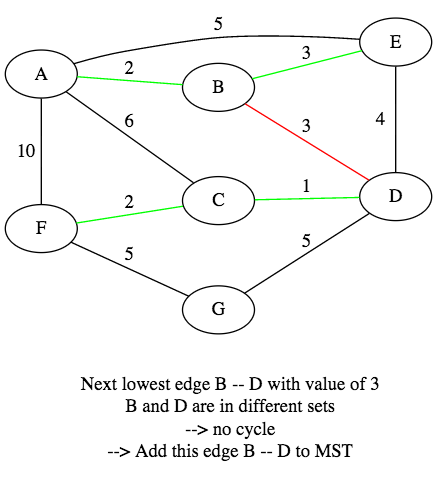 5
E
3
A
2
B
6
3
4
10
1
2
C
D
F
5
5
G
Next lowest edge B -- D with value of 3
B and D are in different sets
--> no cycle
--> Add this edge B -- D to MST